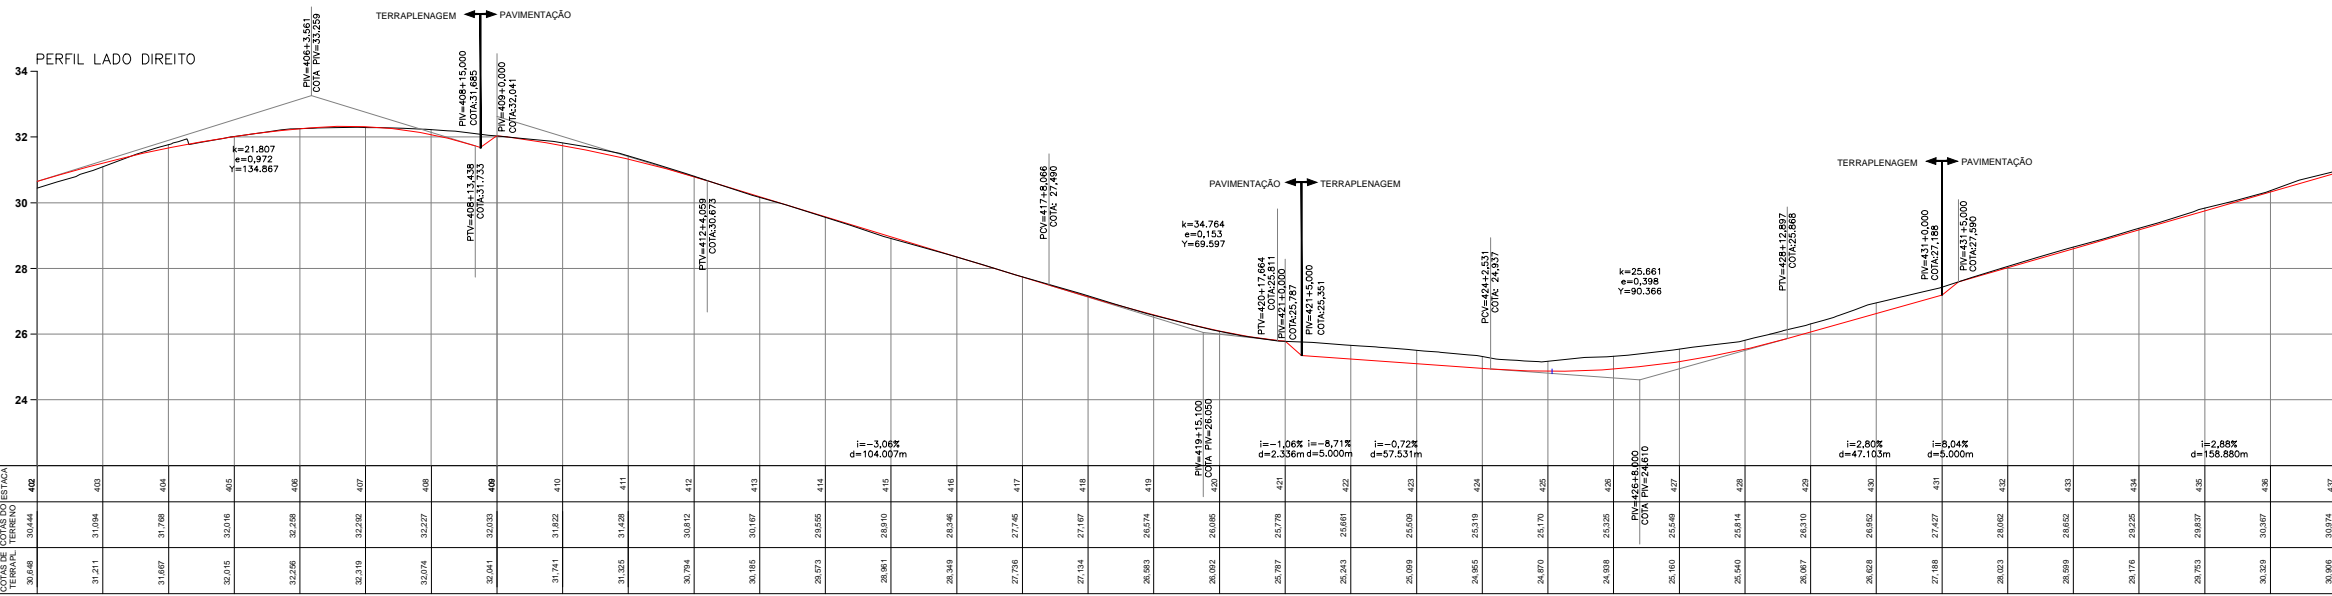 TERRAPLENAGEM
PAVIMENTAÇÃO
PERFIL LADO DIREITO
34
32
30
28
26
24
PIV=406+3.561
COTA PIV=33.259
k=21.807
e=0,972
Y=134.867
PIV=408+15,000
COTA:31,685
PIV=409+0,000
COTA:32,041
PTV=408+13,438
COTA:31.733
PTV=412+4,059
COTA:30.673
i=-3,06%
d=104.007m
PCV=417+8,066
COTA: 27,490
k=34.764
e=0,153
Y=69.597
PIV=419+15.100
COTA PIV=26.050
PAVIMENTAÇÃO
TERRAPLENAGEM
PTV=420+17,664
COTA:25.811
PIV=421+0,000
COTA:25,787
PIV=421+5,000
COTA:25,351
i=-1,06%
d=2.336m
i=-8,71%
d=5.000m
i=-0,72%
d=57.531m
PCV=424+2,531
COTA: 24,937
k=25.661
e=0,398
Y=90.366
PIV=426+8.000
COTA PIV=24.610
PTV=428+12,897
COTA:25.868
TERRAPLENAGEM
PAVIMENTAÇÃO
PIV=431+0,000
COTA:27,188
PIV=431+5,000
COTA:27,590
i=2,80%
d=47.103m
i=8,04%
d=5.000m
i=2,88%
d=158.880m
ESTACA
402 403 404 405 406 407 408 409 410 411 412 413 414 415 416 417 418 419 420 421 422 423 424 425 426 427 428 429 430 431 432 433 434 435 436 437
COTAS DO
TERRENO
30,444 31,094 31,768 32,016 32,258 32,292 32,227 32,033 31,822 31,428 30,812 30,167 29,555 28,910 28,346 27,745 27,167 26,574 26,085 25,778 25,661 25,509 25,319 25,170 25,325 25,549 25,814 26,310 26,952 27,427 28,062 28,652 29,225 29,837 30,367 30,974
COTAS DE
TERRAPL.
30,648 31,211 31,667 32,015 32,256 32,319 32,074 32,041 31,741 31,325 30,794 30,185 29,573 28,961 28,349 27,736 27,134 26,583 26,092 25,787 25,243 25,099 24,955 24,870 24,938 25,160 25,540 26,067 26,628 27,188 28,023 28,599 29,176 29,753 30,329 30,906